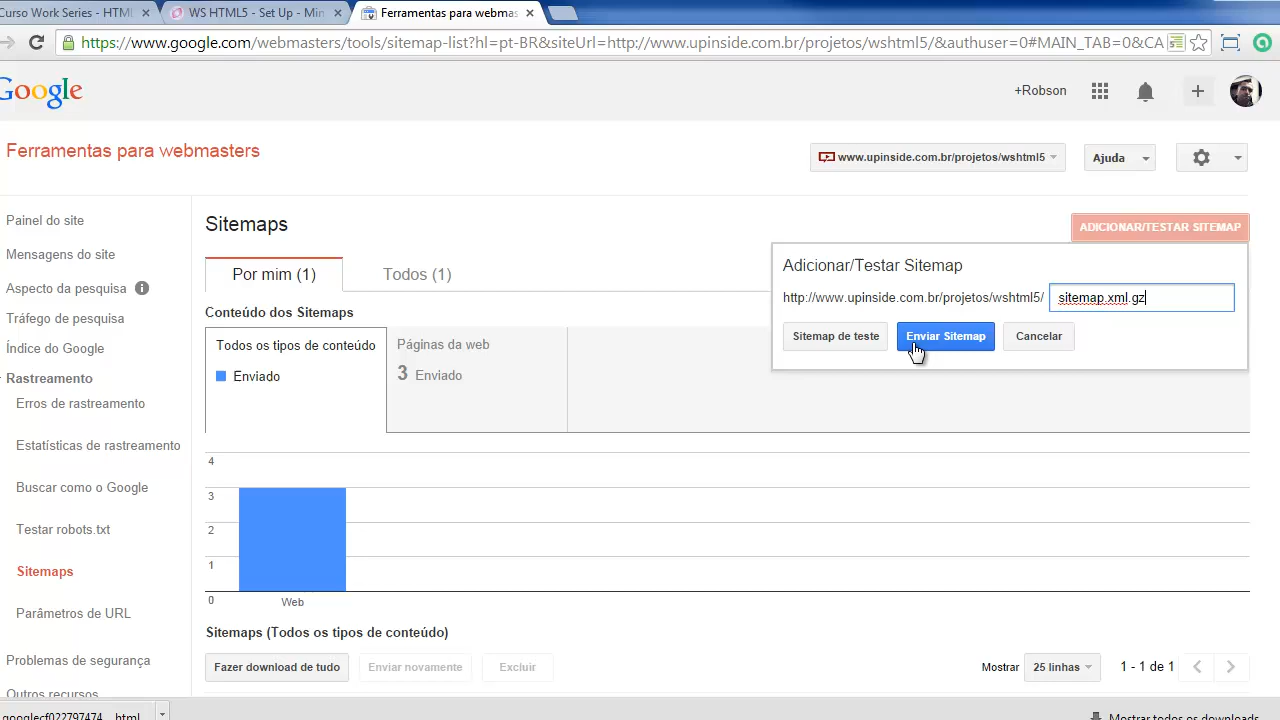 Curso Work Series - HTML
WS HTML5 - Set Up - Min
Ferramentas para webmas
https://www.google.com/webmasters/tools/sitemap-list?hl=pt-BR&siteUrl=http://www.upinside.com.br/projetos/wshtml5/&authuser=0#MAIN_TAB=0&CA
Google
+Robson
Ferramentas para webmasters
www.upinside.com.br/projetos/wshtml5
Ajuda
Painel do site
Mensagens do site
Aspecto da pesquisa
Tráfego de pesquisa
Índice do Google
Rastreamento
Erros de rastreamento
Estatísticas de rastreamento
Buscar como o Google
Testar robots.txt
Sitemaps
Parâmetros de URL
Problemas de segurança
Outros recursos
Sitemaps
ADICIONAR/TESTAR SITEMAP
Adicionar/Testar Sitemap
http://www.upinside.com.br/projetos/wshtml5/ sitemap.xml.gz
Sitemap de teste Enviar Sitemap Cancelar
Por mim (1) Todos (1)
Conteúdo dos Sitemaps
Todos os tipos de conteúdo
Enviado
Páginas da web
3 Enviado
4
3
2
1
0
Web
Sitemaps (Todos os tipos de conteúdo)
Fazer download de tudo Enviar novamente Excluir
Mostrar 25 linhas 1 - 1 de 1
googlecf022797474....html
Mostrar todos os downloads